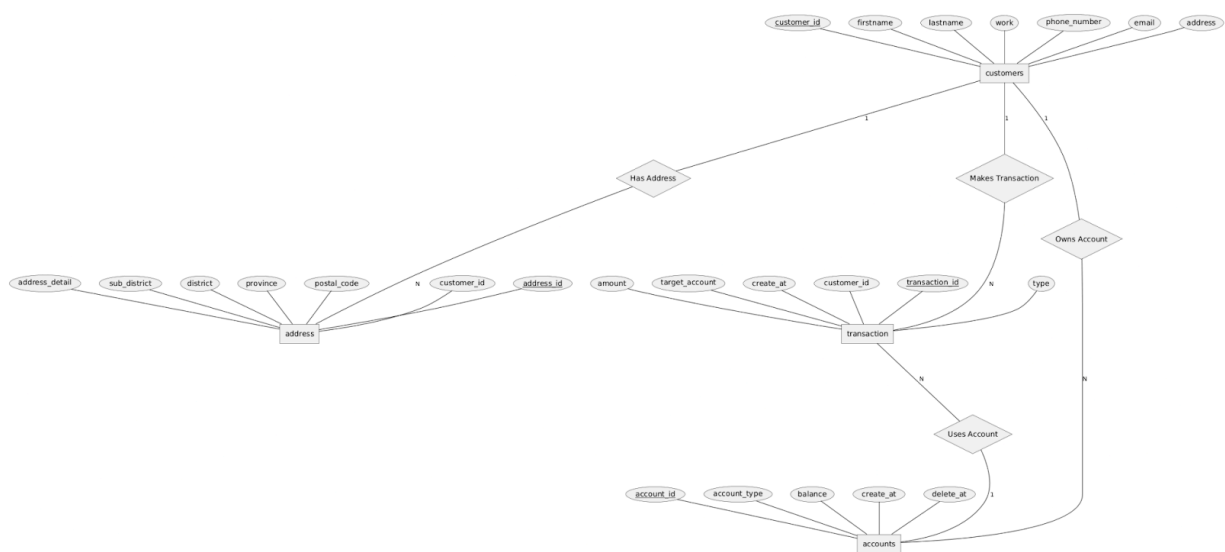 customer_id firstname lastname work phone_number email address
customers
1 1 1
Has Address Makes Transaction
Owns Account
address_detail sub_district district province postal_code N customer_id address_id amount target_account create_at customer_id transaction_id N type
address transaction
N N
Uses Account
account_id account_type balance create_at delete_at 1
accounts